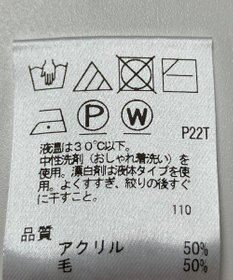 P W
P22T
液温は30℃以下。
中性洗剤(おしゃれ着洗い)を
使用。漂白剤は液体タイプを使
用。よくすすぎ、絞りの後すぐ
に干すこと。
110
品質
アクリル 50%
毛 50%